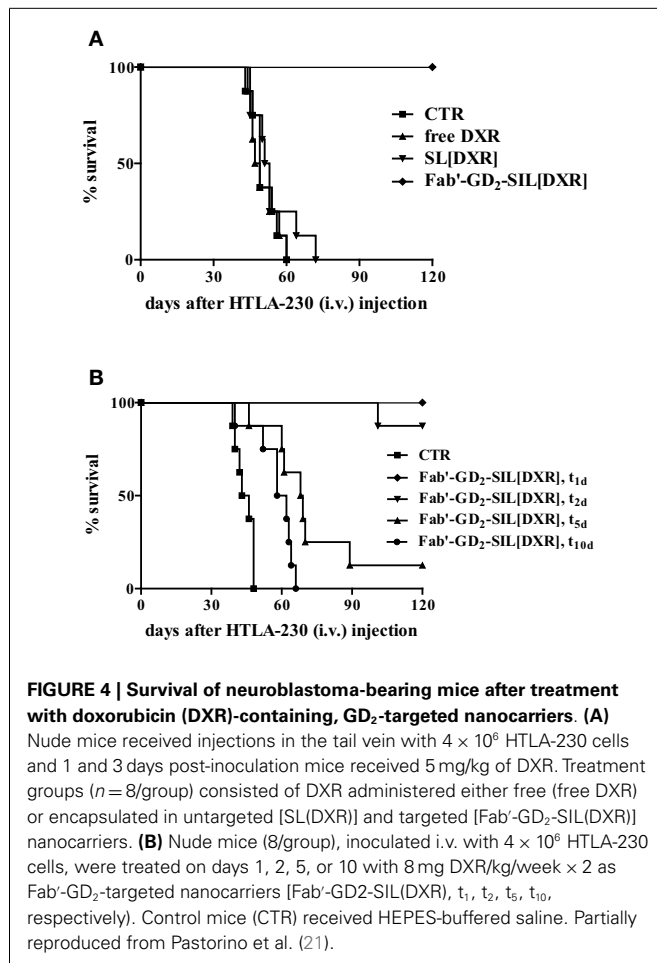 A
100
50
0
% survival
0 30 60 90 120
days after HTLA-230 (i.v.) injection
CTR
free DXR
SL[DXR]
Fab'-GD2-SIL[DXR]
B
100
50
0
% survival
0 30 60 90 120
days after HTLA-230 (i.v.) injection
CTR
Fab'-GD2-SIL[DXR], t1d
Fab'-GD2-SIL[DXR], t2d
Fab'-GD2-SIL[DXR], t5d
Fab'-GD2-SIL[DXR], t10d
FIGURE 4 | Survival of neuroblastoma-bearing mice after treatment
with doxorubicin (DXR)-containing, GD2-targeted nanocarriers. (A)
Nude mice received injections in the tail vein with 4 × 10⁶ HTLA-230 cells
and 1 and 3 days post-inoculation mice received 5 mg/kg of DXR. Treatment
groups (n = 8/group) consisted of DXR administered either free (free DXR)
or encapsulated in untargeted [SL(DXR)] and targeted [Fab′-GD2-SIL(DXR)]
nanocarriers. (B) Nude mice (8/group), inoculated i.v. with 4 × 10⁶ HTLA-230
cells, were treated on days 1, 2, 5, or 10 with 8 mg DXR/kg/week × 2 as
Fab′-GD2-targeted nanocarriers [Fab′-GD2-SIL(DXR), t1, t2, t5, t10,
respectively). Control mice (CTR) received HEPES-buffered saline. Partially
reproduced from Pastorino et al. (21).